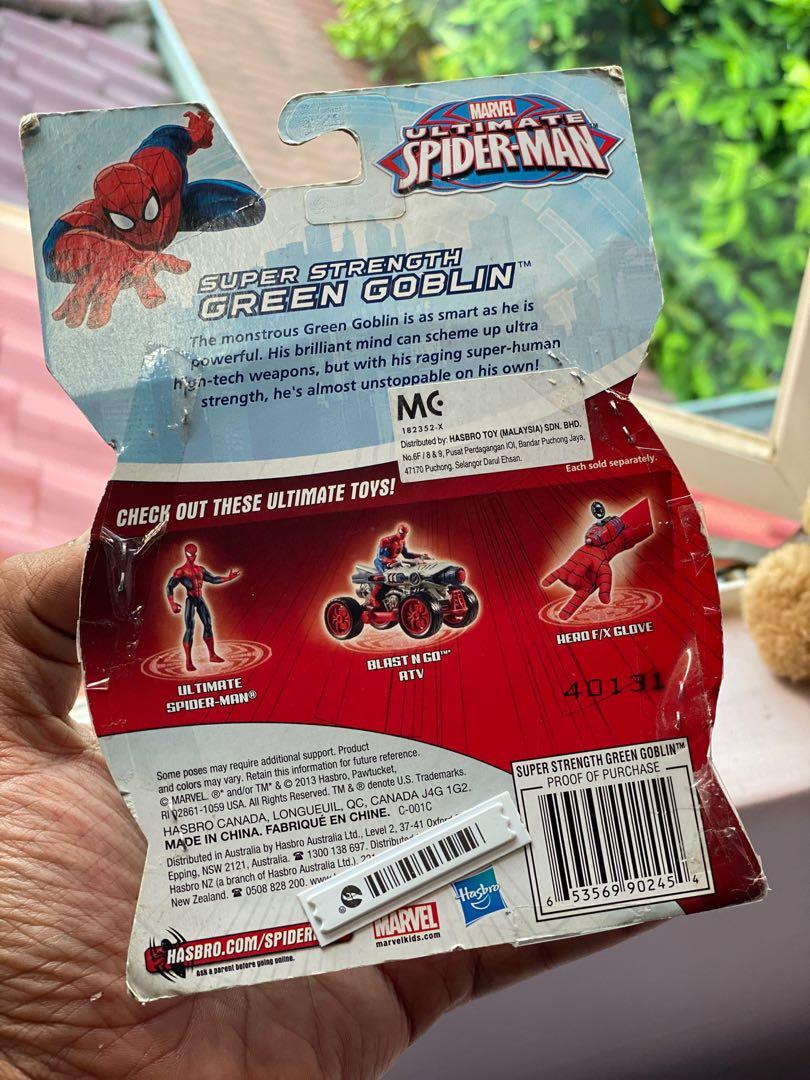 MARVEL
ULTIMATE
SPIDER-MAN™
SUPER STRENGTH
GREEN GOBLIN™
The monstrous Green Goblin is as smart as he is
powerful. His brilliant mind can scheme up ultra
high-tech weapons, but with his raging super-human
strength, he's almost unstoppable on his own!
MC
182352-X
Distributed by: HASBRO TOY (MALAYSIA) SDN. BHD.
No.6F / 8 & 9, Pusat Perdagangan IOI, Bandar Puchong Jaya,
47170 Puchong. Selangor Darul Ehsan.
Each sold separately.
CHECK OUT THESE ULTIMATE TOYS!
ULTIMATE
SPIDER-MAN®
BLAST N GO™
ATV
HERO F/X GLOVE
40131
Some poses may require additional support. Product
and colors may vary. Retain this information for future reference.
© MARVEL. ®* and/or TM* & © 2013 Hasbro, Pawtucket,
RI 02861-1059 USA. All Rights Reserved. TM & ® denote U.S. Trademarks.
HASBRO CANADA, LONGUEUIL, QC, CANADA J4G 1G2.
MADE IN CHINA. FABRIQUÉ EN CHINE. C-001C
Distributed in Australia by Hasbro Australia Ltd., Level 2, 37-41 Oxford
Epping, NSW 2121, Australia. ☎ 1300 138 697. Distributed
Hasbro NZ (a branch of Hasbro Australia Ltd.),
New Zealand. ☎ 0508 828 200.
SUPER STRENGTH GREEN GOBLIN™
PROOF OF PURCHASE
6 53569 90245 4
Hasbro
MARVEL
marvelkids.com
HASBRO.COM/SPIDER
Ask a parent before going online.